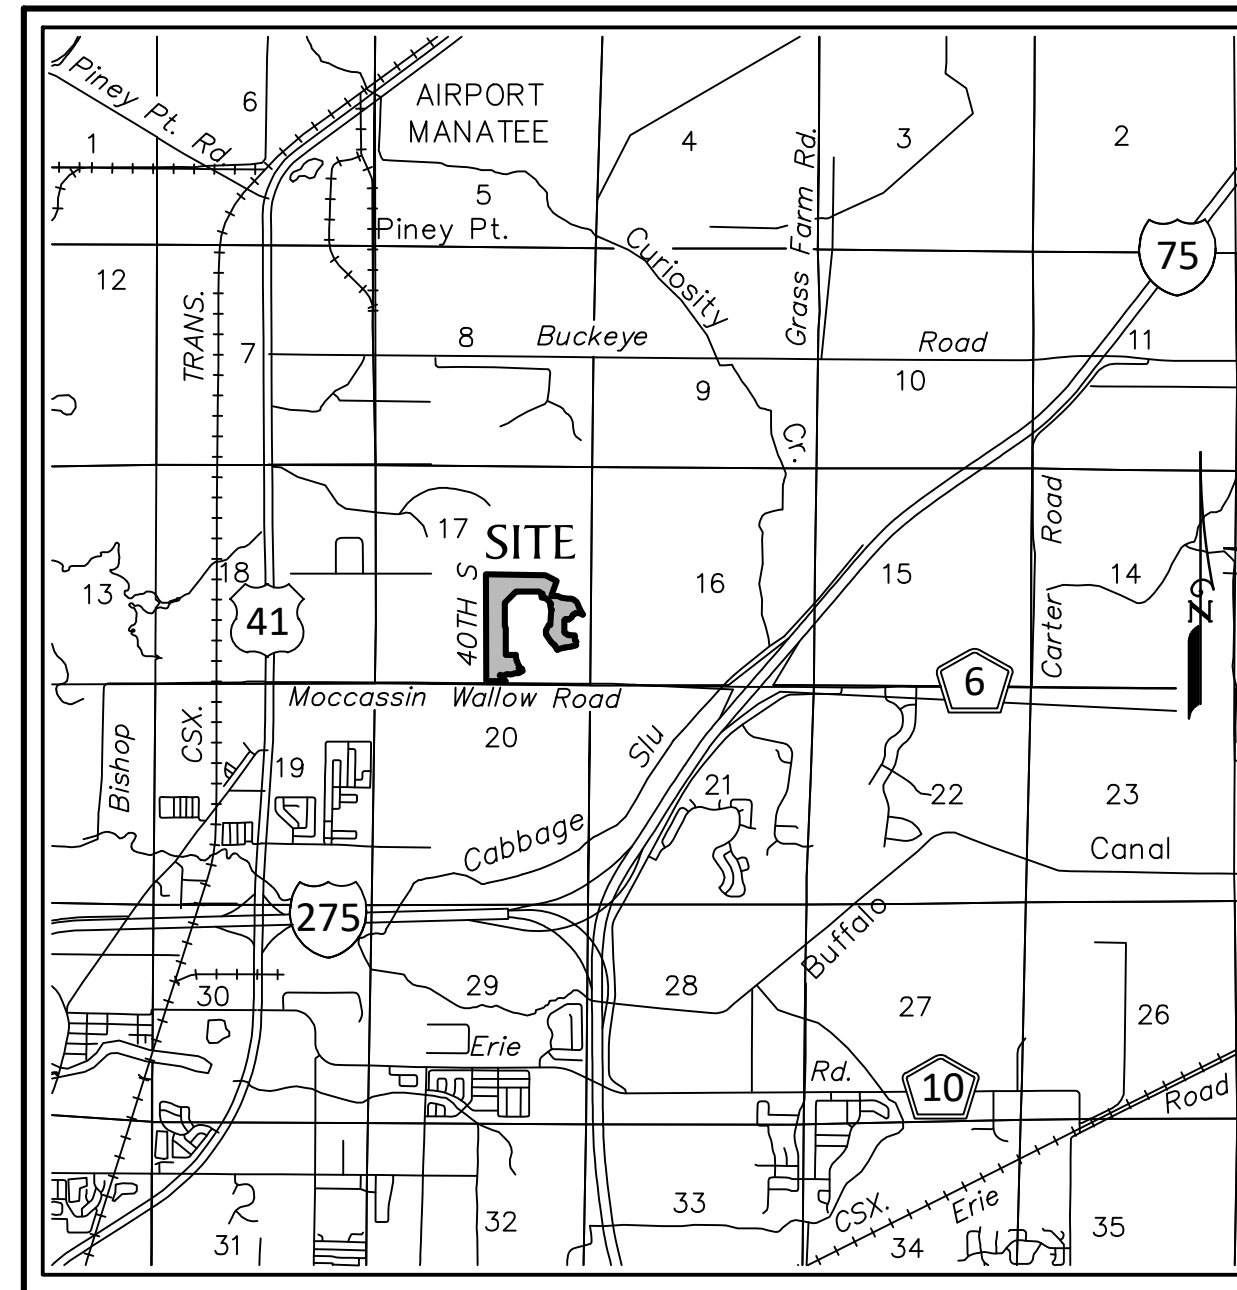 Piney Pt. Rd.
6
AIRPORT
MANATEE
1
4
3
2
5
Piney Pt.
Grass Farm Rd.
Curiosity
75
12
TRANS.
7
8
Buckeye
Road
11
9
10
Cr.
17
SITE
Road
13
18
40TH S
16
15
14
41
Carter
N
6
Moccassin Wallow Road
20
Bishop
CSX.
19
Slu
21
22
23
Cabbage
Canal
275
Buffalo
30
29
28
27
26
Erie
Rd.
10
Road
33
32
CSX.
Erie
31
34
35